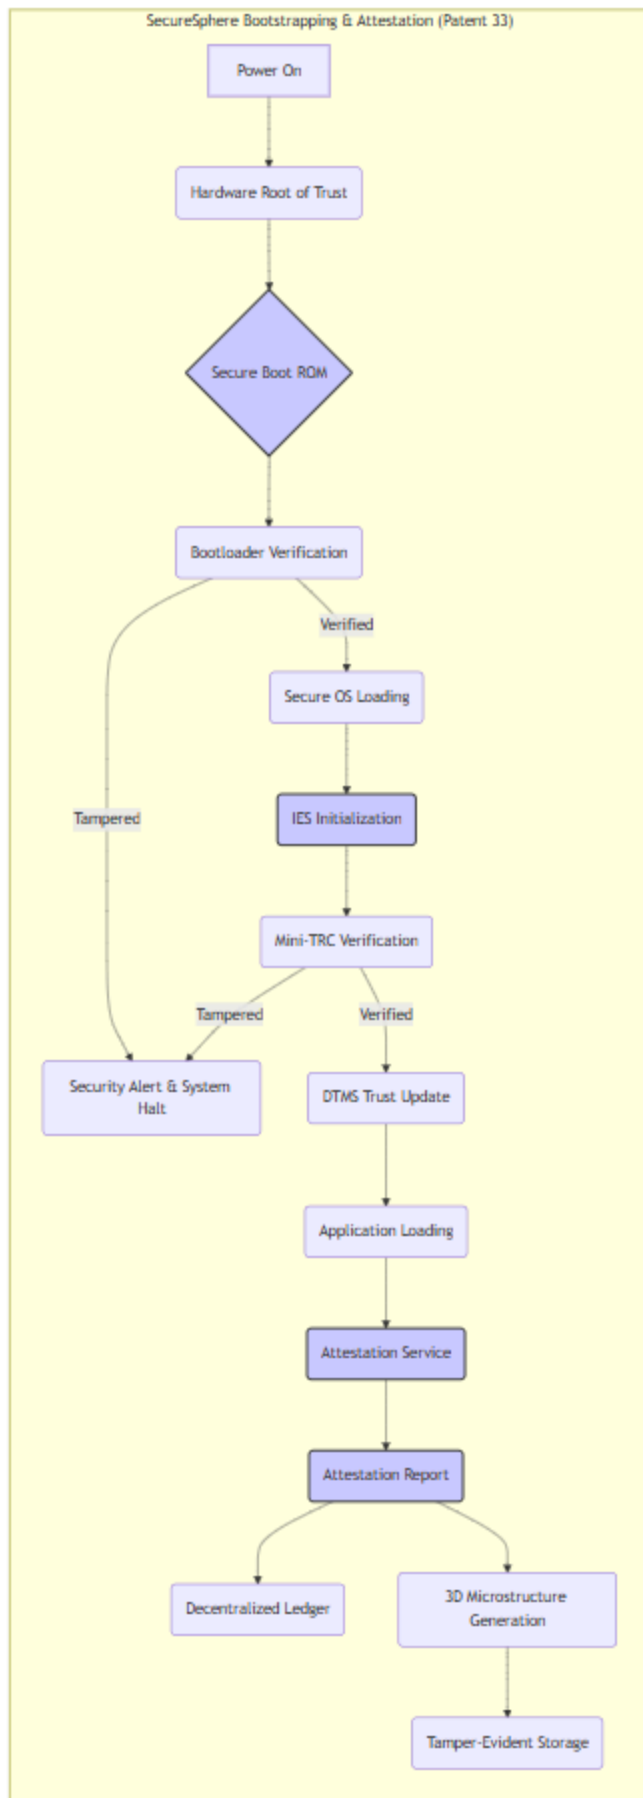 SecureSphere Bootstrapping & Attestation (Patent 33)
Power On
Hardware Root of Trust
Secure Boot ROM
Bootloader Verification
Verified
Secure OS Loading
Tampered
IES Initialization
Mini-TRC Verification
Tampered
Verified
Security Alert & System
Halt
DTMS Trust Update
Application Loading
Attestation Service
Attestation Report
Decentralized Ledger
3D Microstructure
Generation
Tamper-Evident Storage